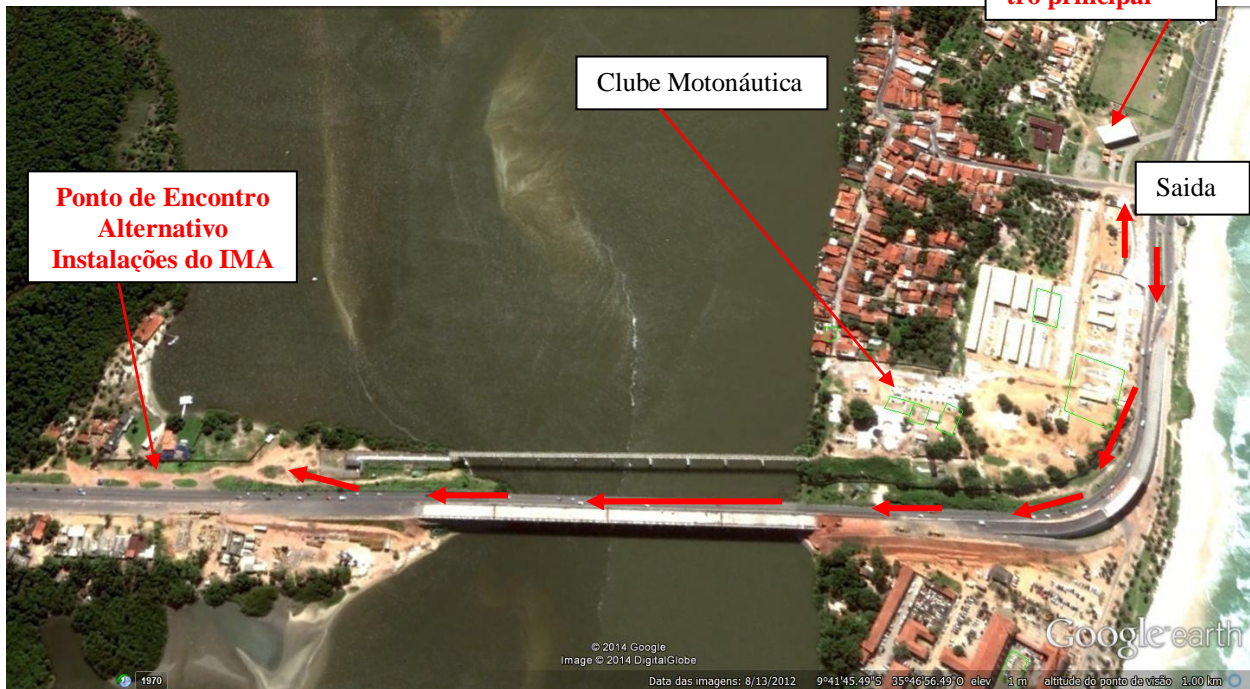 tro principal
Clube Motonáutica
Ponto de Encontro
Alternativo
Instalações do IMA
Saida
© 2014 Google
Image © 2014 DigitalGlobe
Google earth
1970
Data das imagens: 8/13/2012 9°41'45.49"S 35°46'56.49"O elev 1 m altitude do ponto de visão 1.00 km